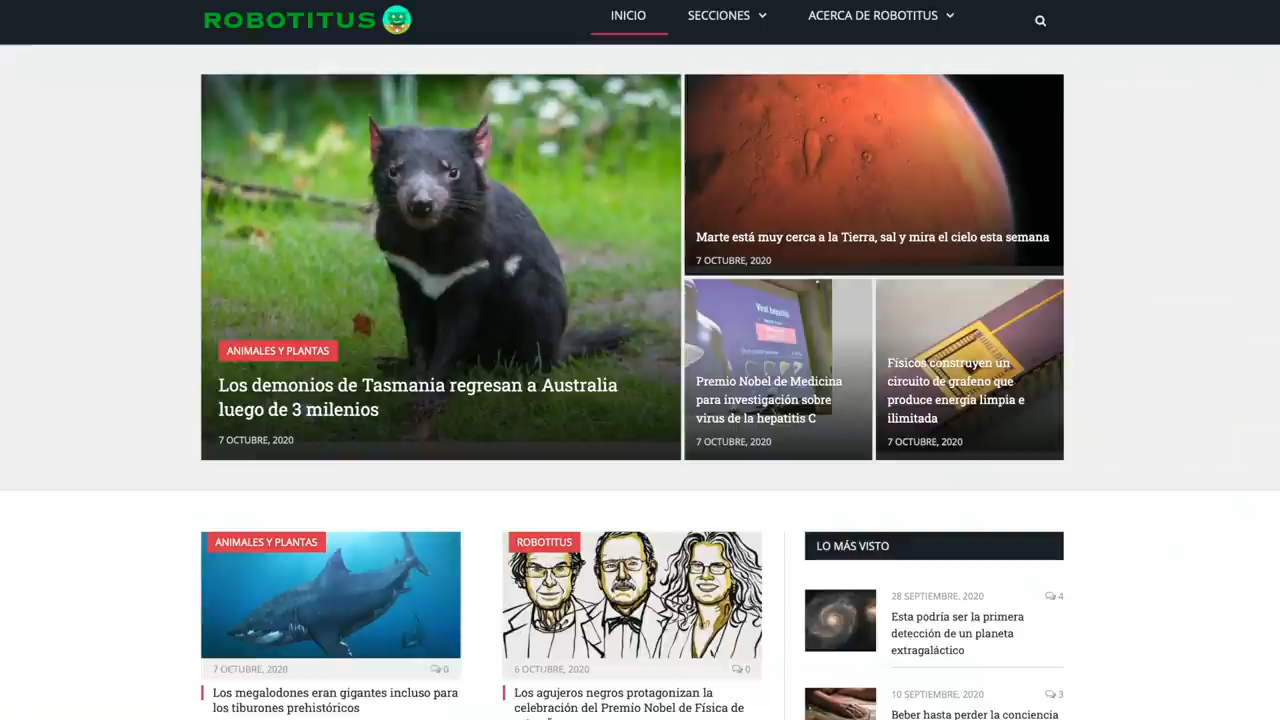 ROBOTITUS
INICIO
SECCIONES
ACERCA DE ROBOTITUS
ANIMALES Y PLANTAS
Los demonios de Tasmania regresan a Australia
luego de 3 milenios
7 OCTUBRE, 2020
Marte está muy cerca a la Tierra, sal y mira el cielo esta semana
7 OCTUBRE, 2020
Viral hepatitis
Premio Nobel de Medicina
para investigación sobre
virus de la hepatitis C
7 OCTUBRE, 2020
Físicos construyen un
circuito de grafeno que
produce energía limpia e
ilimitada
7 OCTUBRE, 2020
ANIMALES Y PLANTAS
7 OCTUBRE, 2020
0
Los megalodones eran gigantes incluso para
los tiburones prehistóricos
ROBOTITUS
6 OCTUBRE, 2020
0
Los agujeros negros protagonizan la
celebración del Premio Nobel de Física de
LO MÁS VISTO
28 SEPTIEMBRE, 2020
4
Esta podría ser la primera
detección de un planeta
extragaláctico
10 SEPTIEMBRE, 2020
3
Beber hasta perder la conciencia